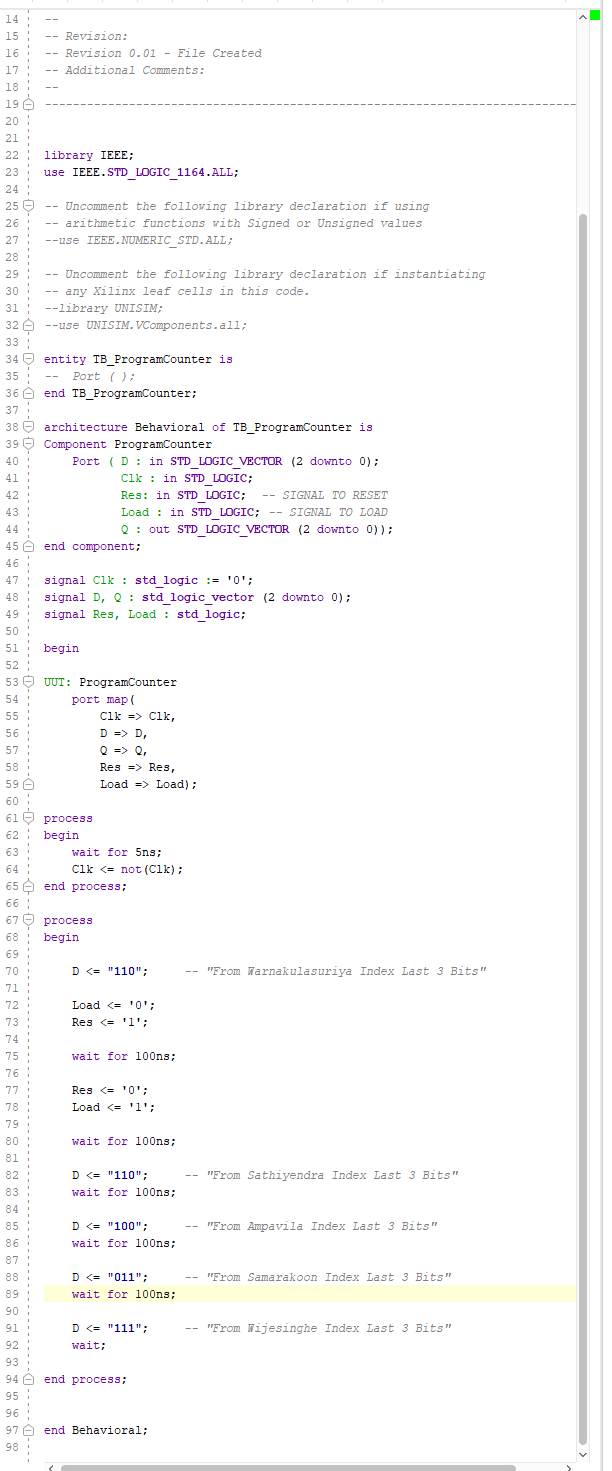 14 --
15 -- Revision:
16 -- Revision 0.01 - File Created
17 -- Additional Comments:
18 --
19 ----------------------------------------------------------------------------
20
21
22 library IEEE;
23 use IEEE.STD_LOGIC_1164.ALL;
24
25 -- Uncomment the following library declaration if using
26 -- arithmetic functions with Signed or Unsigned values
27 --use IEEE.NUMERIC_STD.ALL;
28
29 -- Uncomment the following library declaration if instantiating
30 -- any Xilinx leaf cells in this code.
31 --library UNISIM;
32 --use UNISIM.VComponents.all;
33
34 entity TB_ProgramCounter is
35 --  Port ( );
36 end TB_ProgramCounter;
37
38 architecture Behavioral of TB_ProgramCounter is
39 Component ProgramCounter
40     Port ( D : in STD_LOGIC_VECTOR (2 downto 0);
41            Clk : in STD_LOGIC;
42            Res: in STD_LOGIC;  -- SIGNAL TO RESET
43            Load : in STD_LOGIC; -- SIGNAL TO LOAD
44            Q : out STD_LOGIC_VECTOR (2 downto 0));
45 end component;
46
47 signal Clk : std_logic := '0';
48 signal D, Q : std_logic_vector (2 downto 0);
49 signal Res, Load : std_logic;
50
51 begin
52
53 UUT: ProgramCounter
54     port map(
55         Clk => Clk,
56         D => D,
57         Q => Q,
58         Res => Res,
59         Load => Load);
60
61 process
62 begin
63     wait for 5ns;
64     Clk <= not(Clk);
65 end process;
66
67 process
68 begin
69
70     D <= "110";     -- "From Warnakulasuriya Index Last 3 Bits"
71
72     Load <= '0';
73     Res <= '1';
74
75     wait for 100ns;
76
77     Res <= '0';
78     Load <= '1';
79
80     wait for 100ns;
81
82     D <= "110";     -- "From Sathiyendra Index Last 3 Bits"
83     wait for 100ns;
84
85     D <= "100";     -- "From Ampavila Index Last 3 Bits"
86     wait for 100ns;
87
88     D <= "011";     -- "From Samarakoon Index Last 3 Bits"
89     wait for 100ns;
90
91     D <= "111";     -- "From Wijesinghe Index Last 3 Bits"
92     wait;
93
94 end process;
95
96
97 end Behavioral;
98